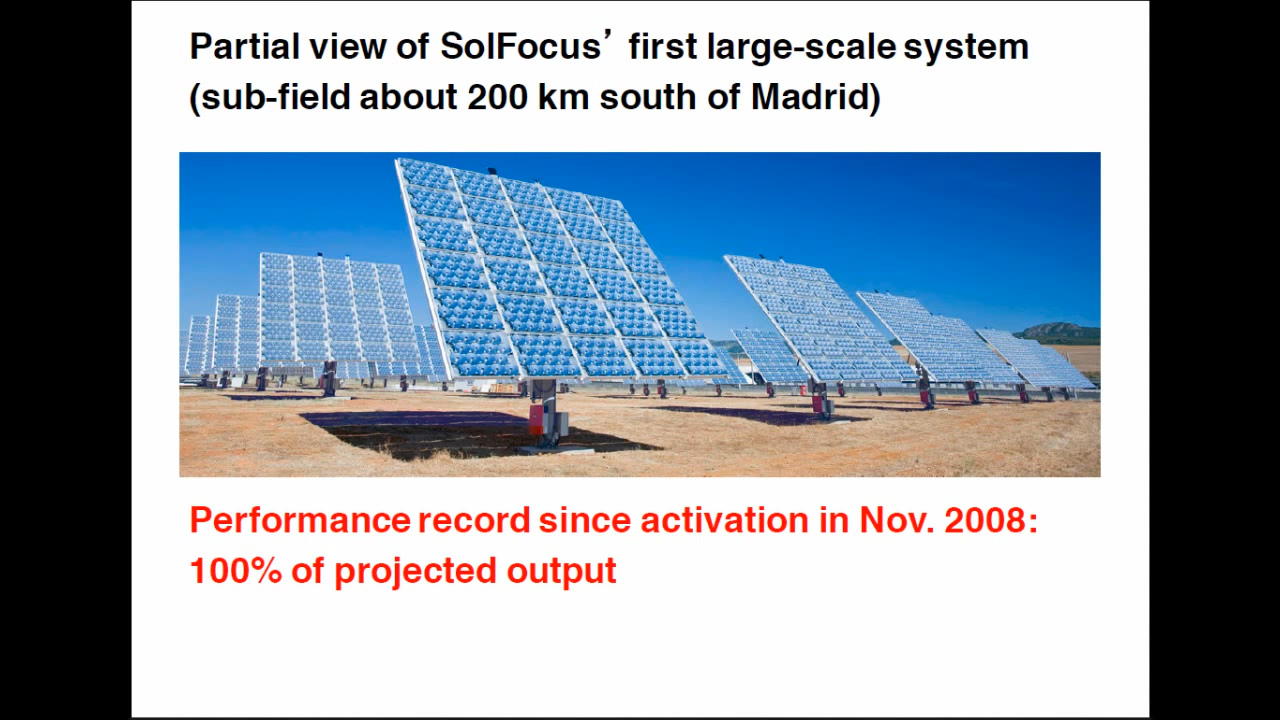 Partial view of SolFocus’ first large-scale system
(sub-field about 200 km south of Madrid)
Performance record since activation in Nov. 2008:
100% of projected output